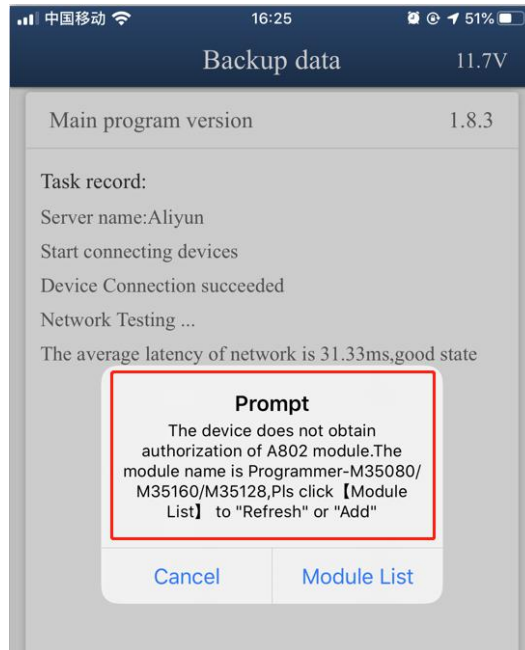 中国移动 16:25 51%
Backup data 11.7V
Main program version 1.8.3
Task record:
Server name:Aliyun
Start connecting devices
Device Connection succeeded
Network Testing ...
The average latency of network is 31.33ms,good state
Prompt
The device does not obtain
authorization of A802 module.The
module name is Programmer-M35080/
M35160/M35128,Pls click【Module
List】 to "Refresh" or "Add"
Cancel Module List